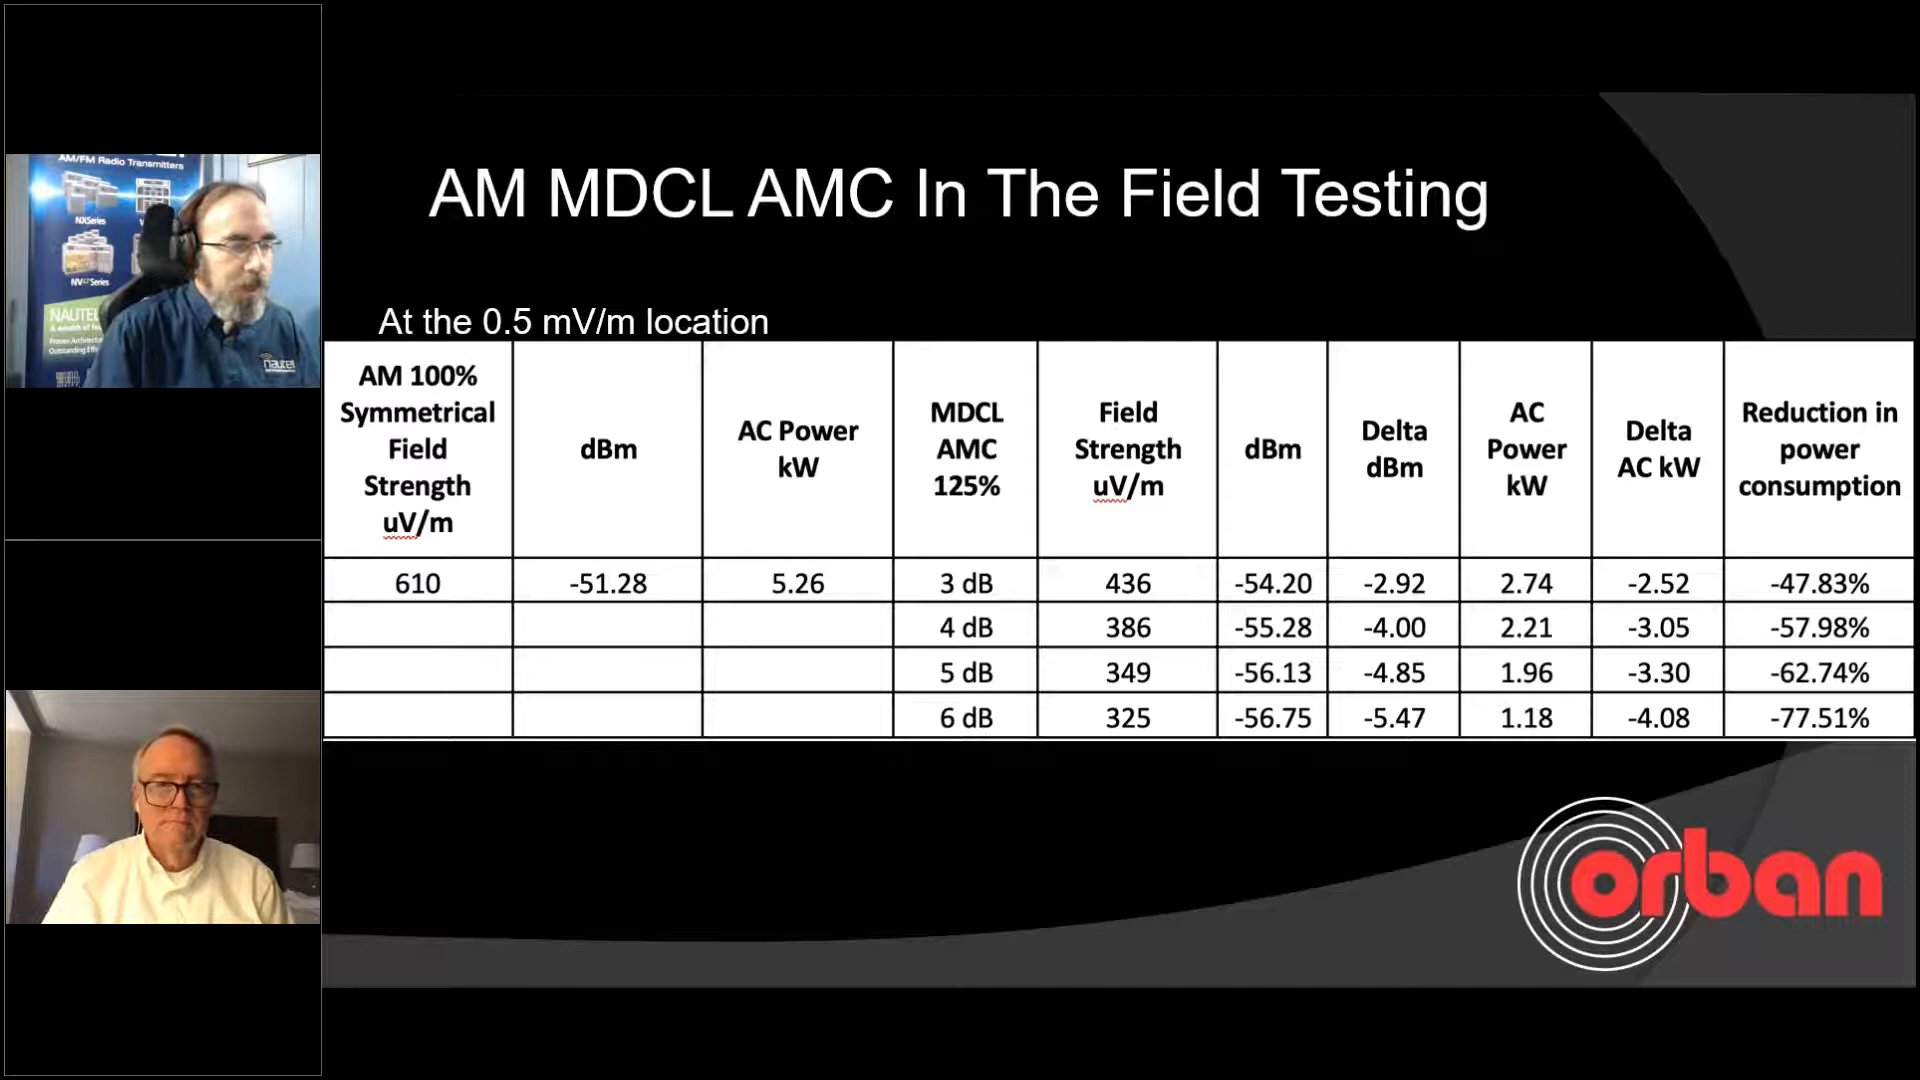 AM/FM Radio Transmitters
NXSeries
NVLTSeries
NAUTEL
nautel
AM MDCL AMC In The Field Testing
At the 0.5 mV/m location
AM 100% Symmetrical Field Strength uV/m | dBm | AC Power kW | MDCL AMC 125% | Field Strength uV/m | dBm | Delta dBm | AC Power kW | Delta AC kW | Reduction in power consumption
610 | -51.28 | 5.26 | 3 dB | 436 | -54.20 | -2.92 | 2.74 | -2.52 | -47.83%
4 dB | 386 | -55.28 | -4.00 | 2.21 | -3.05 | -57.98%
5 dB | 349 | -56.13 | -4.85 | 1.96 | -3.30 | -62.74%
6 dB | 325 | -56.75 | -5.47 | 1.18 | -4.08 | -77.51%
orban